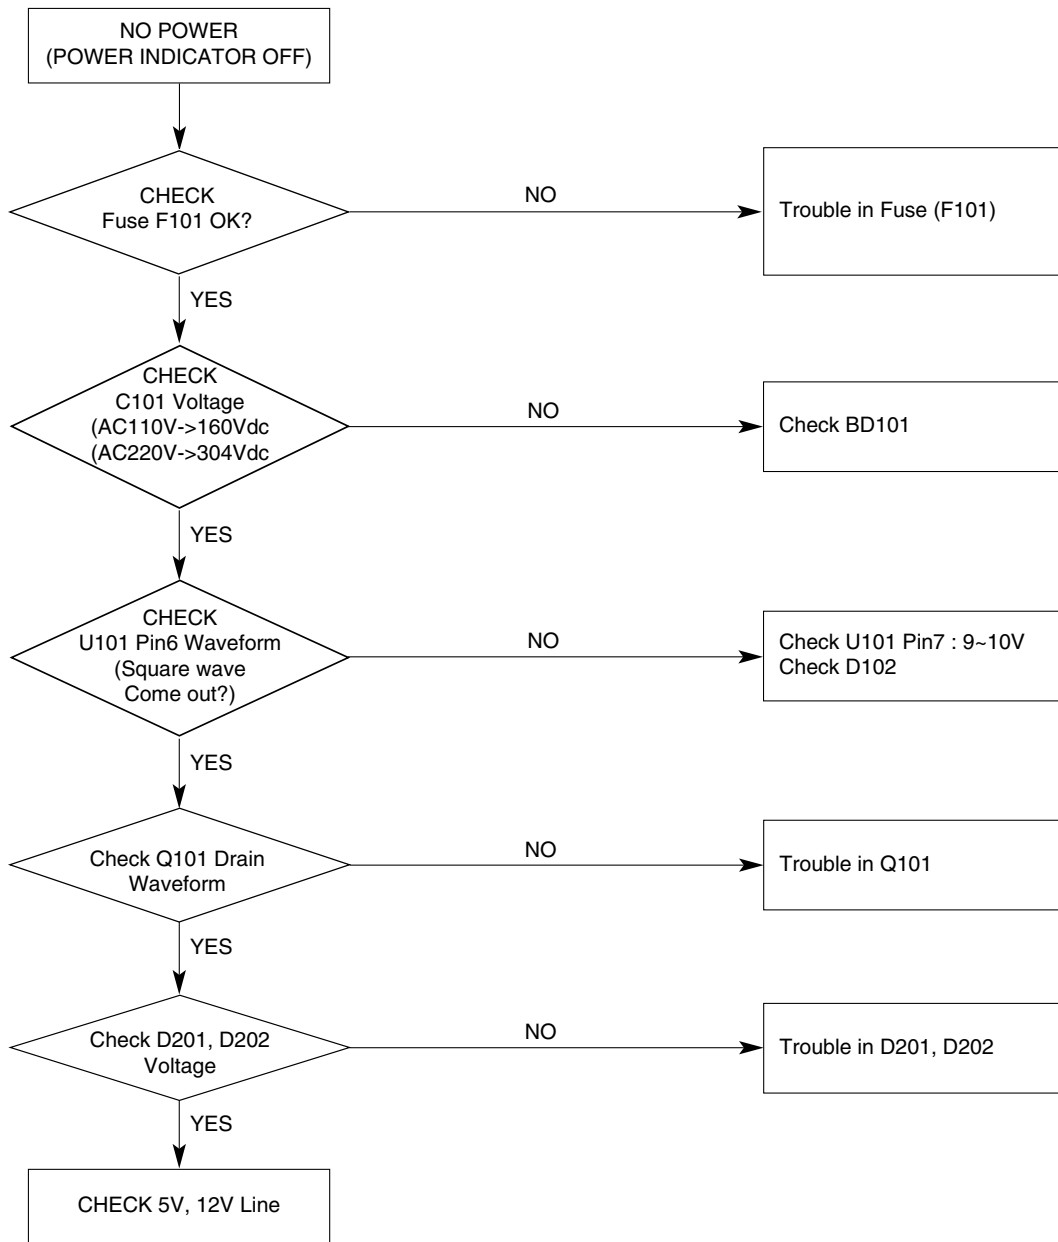 NO POWER
(POWER INDICATOR OFF)
CHECK
Fuse F101 OK?
NO
Trouble in Fuse (F101)
YES
CHECK
C101 Voltage
(AC110V->160Vdc
(AC220V->304Vdc
NO
Check BD101
YES
CHECK
U101 Pin6 Waveform
(Square wave
Come out?)
NO
Check U101 Pin7 : 9~10V
Check D102
YES
Check Q101 Drain
Waveform
NO
Trouble in Q101
YES
Check D201, D202
Voltage
NO
Trouble in D201, D202
YES
CHECK 5V, 12V Line